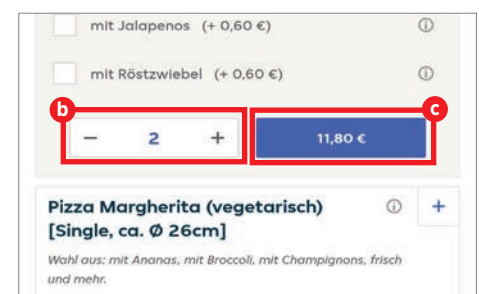 mit Jalapenos (+ 0,60 €)
mit Röstzwiebel (+ 0,60 €)
b
c
− 2 + 11,80 €
Pizza Margherita (vegetarisch) +
[Single, ca. Ø 26cm]
Wahl aus: mit Ananas, mit Broccoli, mit Champignons, frisch
und mehr.